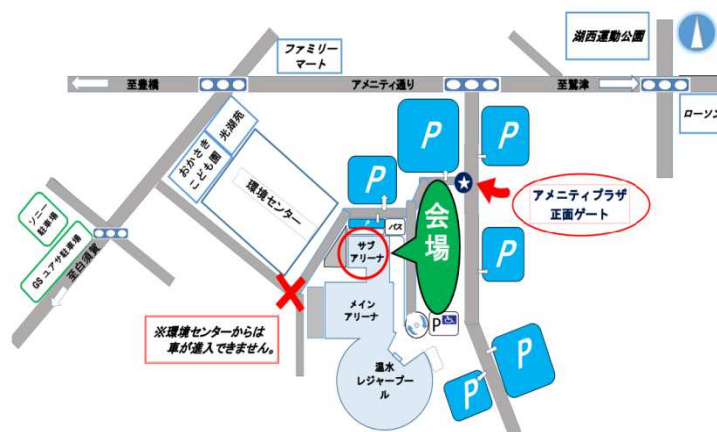 湖西運動公園
ファミリー
マート
至豊橋
アメニティ通り
至鷲津
ローソン
光湖苑
おかさき
こども園
環境センター
P
P
P
P
P
P
アメニティプラザ
正面ゲート
会場
バス
サブ
アリーナ
ソニー
駐車場
GSユアサ駐車場
至白須賀
メイン
アリーナ
P
※環境センターからは
車が進入できません。
温水
レジャープー
ル